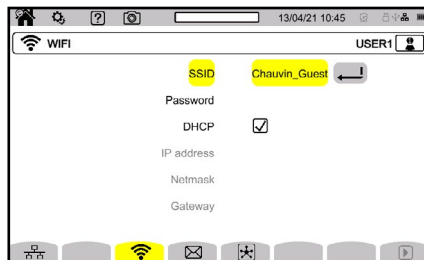 13/04/21 10:45
WIFI USER1
SSID Chauvin_Guest
Password
DHCP
IP address
Netmask
Gateway